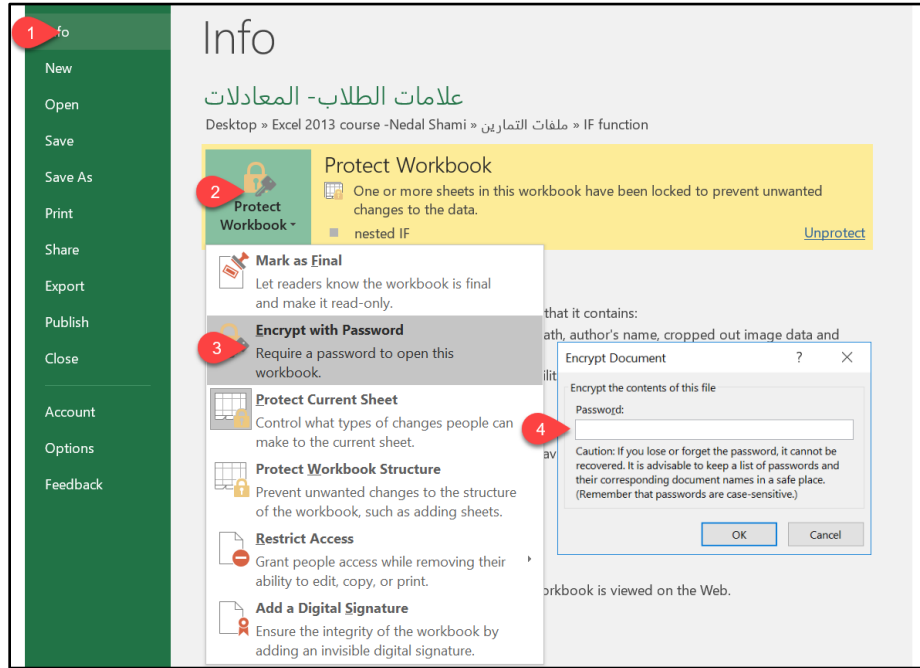 1
fo
New
Open
Save
Save As
Print
Share
Export
Publish
Close
Account
Options
Feedback
Info
علامات الطلاب- المعادلات
Desktop » Excel 2013 course -Nedal Shami » ملفات التمارين » IF function
2
Protect
Workbook
Protect Workbook
One or more sheets in this workbook have been locked to prevent unwanted
changes to the data.
nested IF
Unprotect
Mark as Final
Let readers know the workbook is final
and make it read-only.
3
Encrypt with Password
Require a password to open this
workbook.
Protect Current Sheet
Control what types of changes people can
make to the current sheet.
Protect Workbook Structure
Prevent unwanted changes to the structure
of the workbook, such as adding sheets.
Restrict Access
Grant people access while removing their
ability to edit, copy, or print.
Add a Digital Signature
Ensure the integrity of the workbook by
adding an invisible digital signature.
that it contains:
ath, author's name, cropped out image data and
Encrypt Document ? ×
Encrypt the contents of this file
Password:
4
Caution: If you lose or forget the password, it cannot be
recovered. It is advisable to keep a list of passwords and
their corresponding document names in a safe place.
(Remember that passwords are case-sensitive.)
OK
Cancel
orkbook is viewed on the Web.